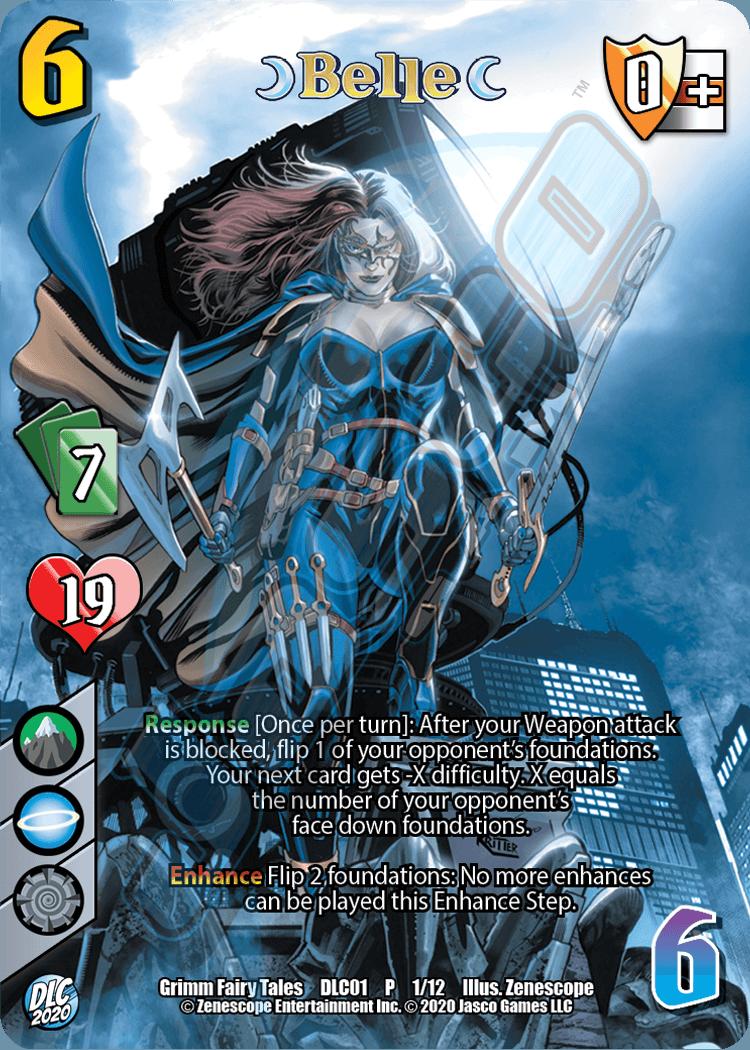 6
Belle
0 +
™
7
19
Response [Once per turn]: After your Weapon attack
is blocked, flip 1 of your opponent's foundations.
Your next card gets -X difficulty. X equals
the number of your opponent's
face down foundations.
KRITTER
Enhance Flip 2 foundations: No more enhances
can be played this Enhance Step.
6
DLC
2020
Grimm Fairy Tales DLC01 P 1/12 Illus. Zenescope
© Zenescope Entertainment Inc. © 2020 Jasco Games LLC